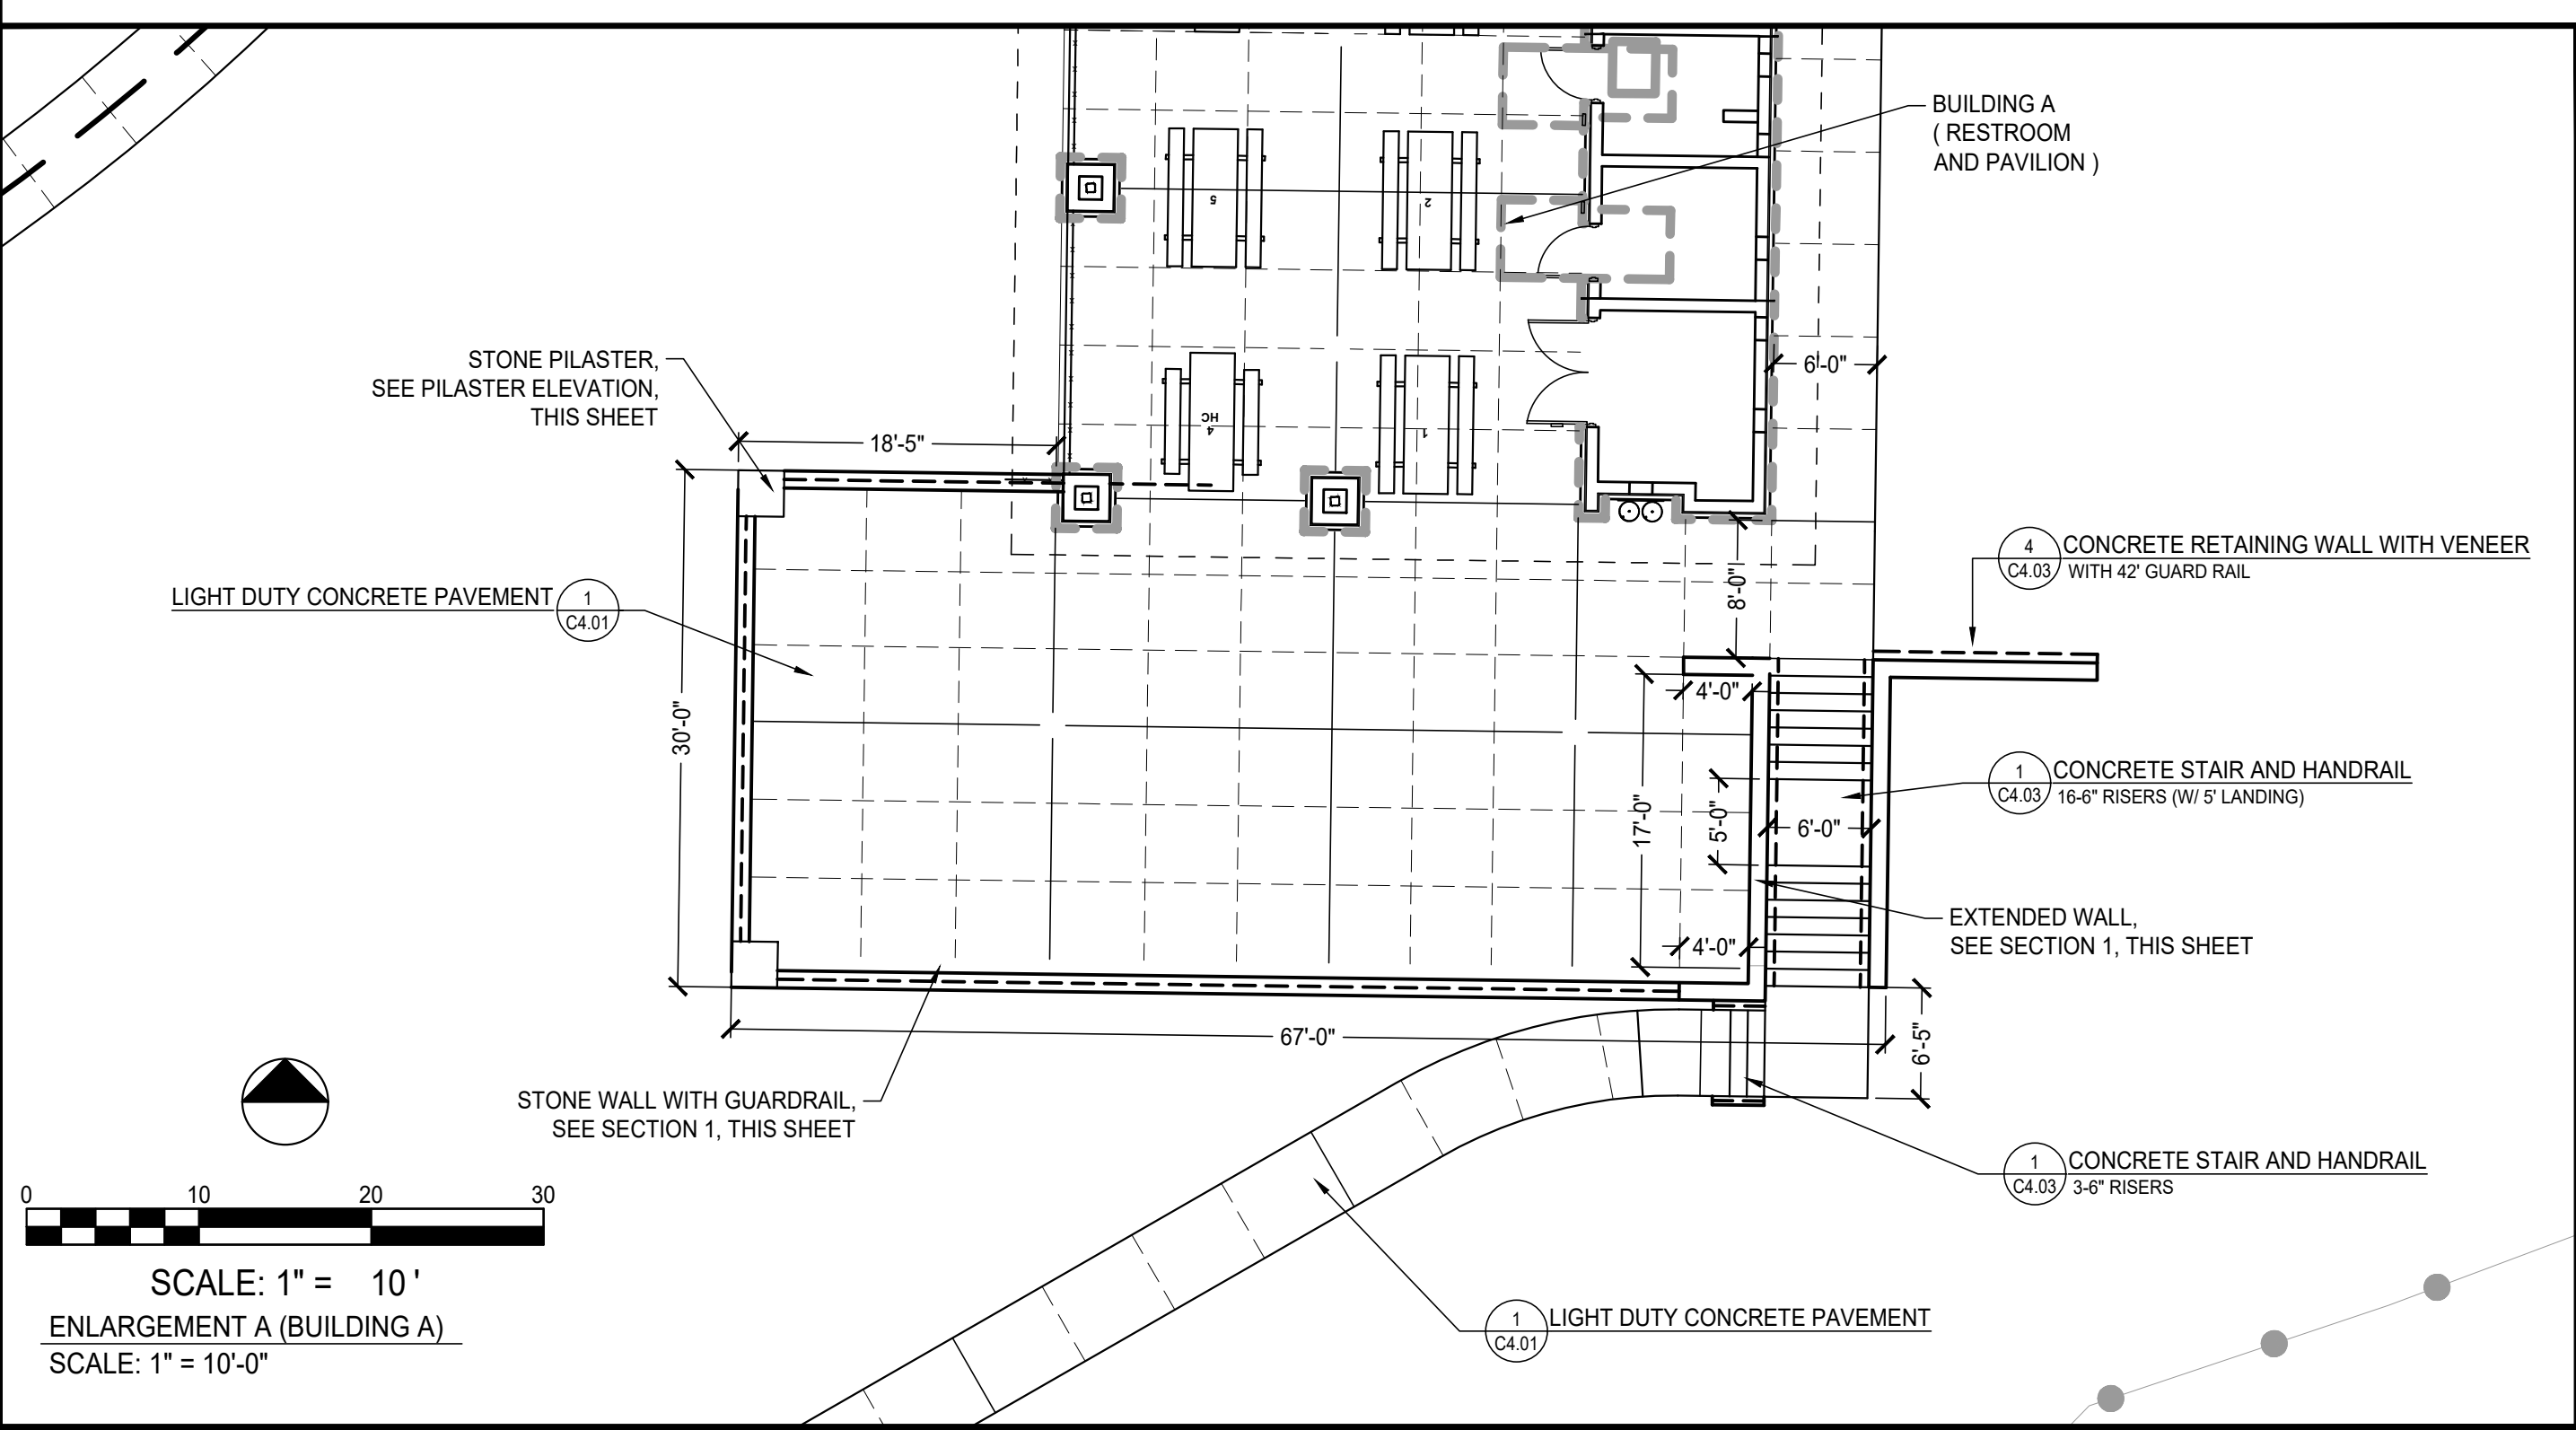 BUILDING A
( RESTROOM
AND PAVILION )
5
2
6'-0"
STONE PILASTER,
SEE PILASTER ELEVATION,
THIS SHEET
4
HC
1
18'-5"
4
C4.03
CONCRETE RETAINING WALL WITH VENEER
WITH 42' GUARD RAIL
8'-0"
LIGHT DUTY CONCRETE PAVEMENT
1
C4.01
30'-0"
4'-0"
17'-0"
5'-0"
6'-0"
1
C4.03
CONCRETE STAIR AND HANDRAIL
16-6" RISERS (W/ 5' LANDING)
EXTENDED WALL,
SEE SECTION 1, THIS SHEET
4'-0"
67'-0"
6'-5"
STONE WALL WITH GUARDRAIL,
SEE SECTION 1, THIS SHEET
1
C4.03
CONCRETE STAIR AND HANDRAIL
3-6" RISERS
0 10 20 30
SCALE: 1" = 10 '
ENLARGEMENT A (BUILDING A)
SCALE: 1" = 10'-0"
1
C4.01
LIGHT DUTY CONCRETE PAVEMENT